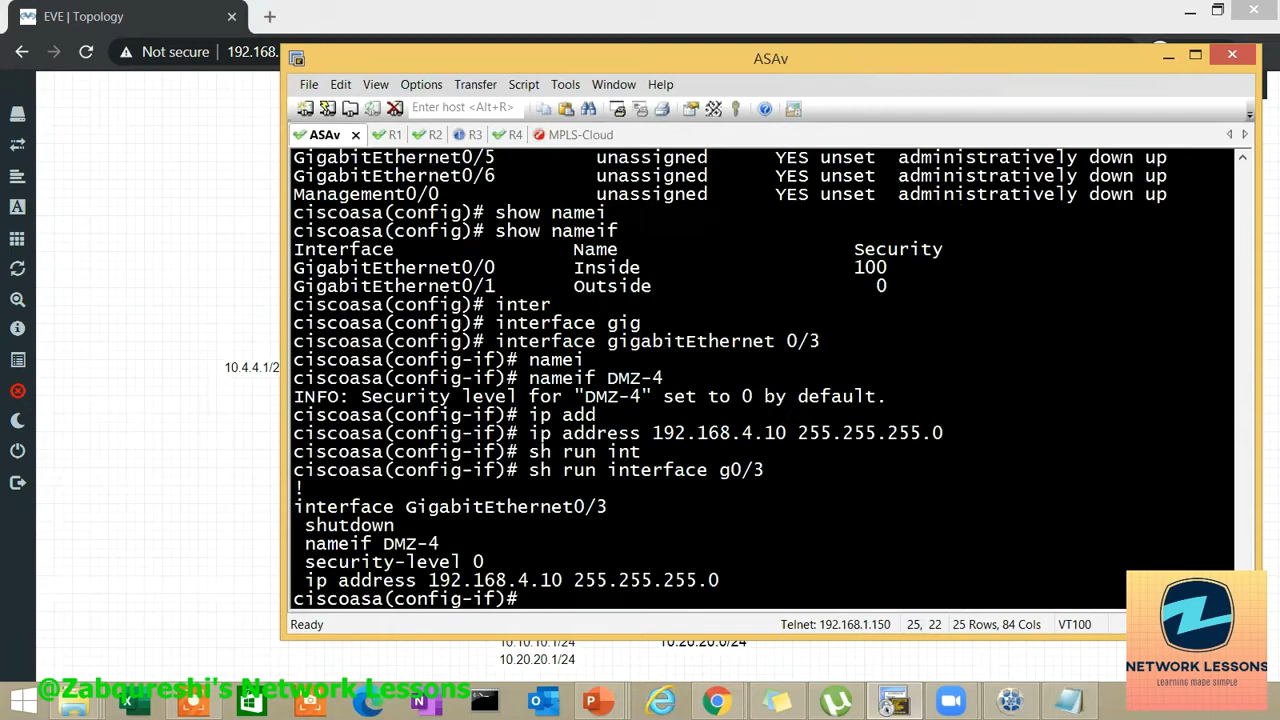 EVE | Topology
Not secure | 192.168.
ASAv
File Edit View Options Transfer Script Tools Window Help
Enter host <Alt+R>
ASAv R1 R2 R3 R4 MPLS-Cloud
GigabitEthernet0/5 unassigned YES unset administratively down up
GigabitEthernet0/6 unassigned YES unset administratively down up
Management0/0 unassigned YES unset administratively down up
ciscoasa(config)# show namei
ciscoasa(config)# show nameif
Interface Name Security
GigabitEthernet0/0 Inside 100
GigabitEthernet0/1 Outside 0
ciscoasa(config)# inter
ciscoasa(config)# interface gig
ciscoasa(config)# interface gigabitEthernet 0/3
ciscoasa(config-if)# namei
ciscoasa(config-if)# nameif DMZ-4
INFO: Security level for "DMZ-4" set to 0 by default.
ciscoasa(config-if)# ip add
ciscoasa(config-if)# ip address 192.168.4.10 255.255.255.0
ciscoasa(config-if)# sh run int
ciscoasa(config-if)# sh run interface g0/3
!
interface GigabitEthernet0/3
shutdown
nameif DMZ-4
security-level 0
ip address 192.168.4.10 255.255.255.0
ciscoasa(config-if)#
10.4.4.1/2
Ready Telnet: 192.168.1.150 25, 22 25 Rows, 84 Cols VT100
10.10.10.1/24
10.20.20.0/24
10.20.20.1/24
NETWORK LESSONS
Learning made simple
@Zaboureshi's Network Lessons